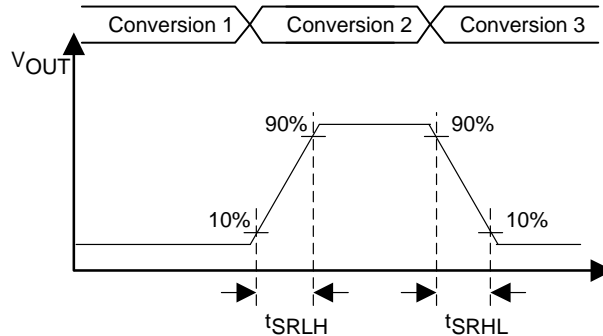 Conversion 1 Conversion 2 Conversion 3
VOUT
90% 90%
10% 10%
tSRLH tSRHL